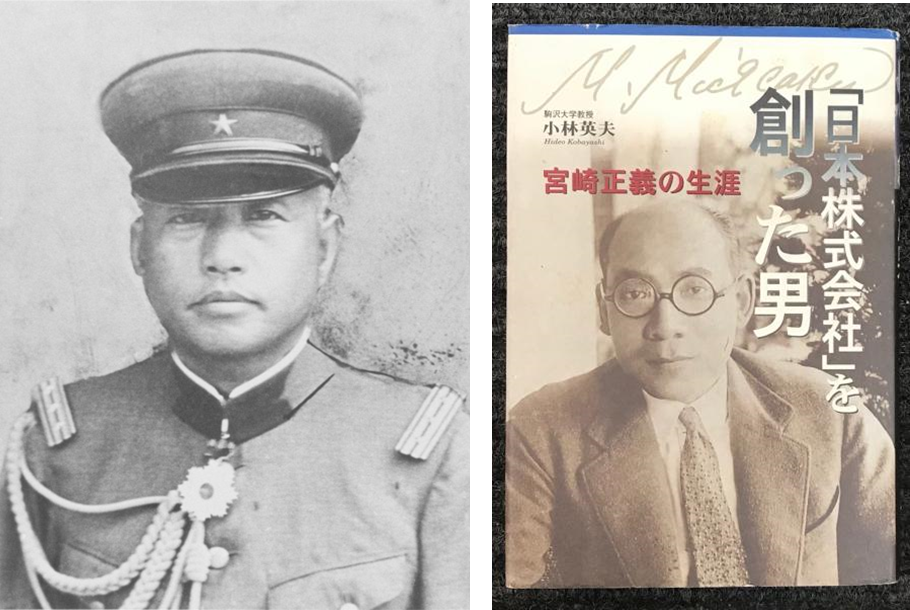 M. Miyazaki
「日本株式会社」を
創った男
駒沢大学教授
小林英夫
Hideo Kobayashi
宮崎正義の生涯